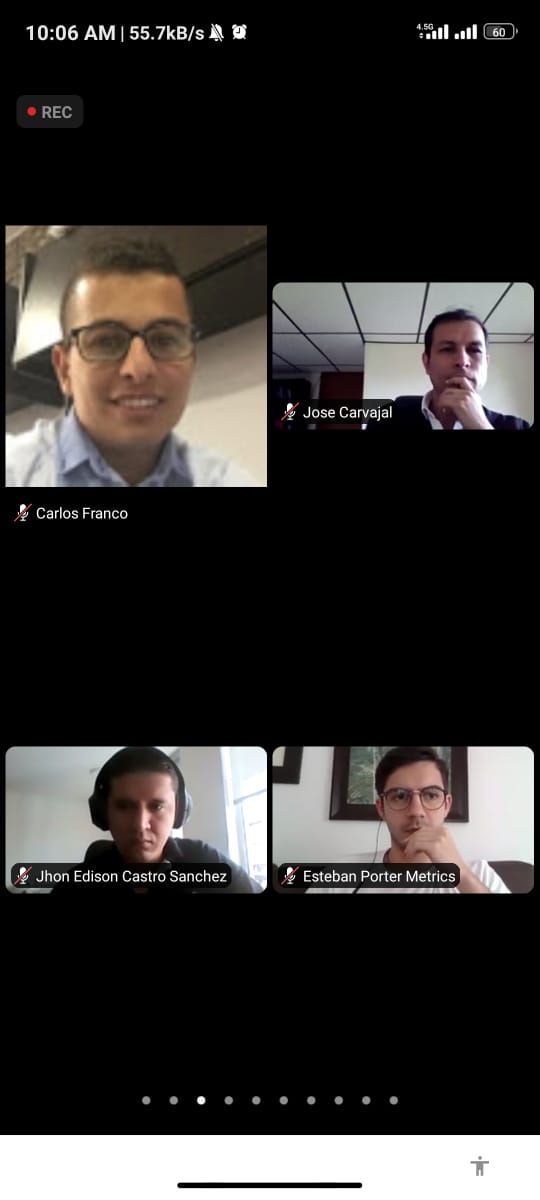 10:06 AM | 55.7kB/s 4.5G 60
REC
Jose Carvajal
Carlos Franco
Jhon Edison Castro Sanchez
Esteban Porter Metrics